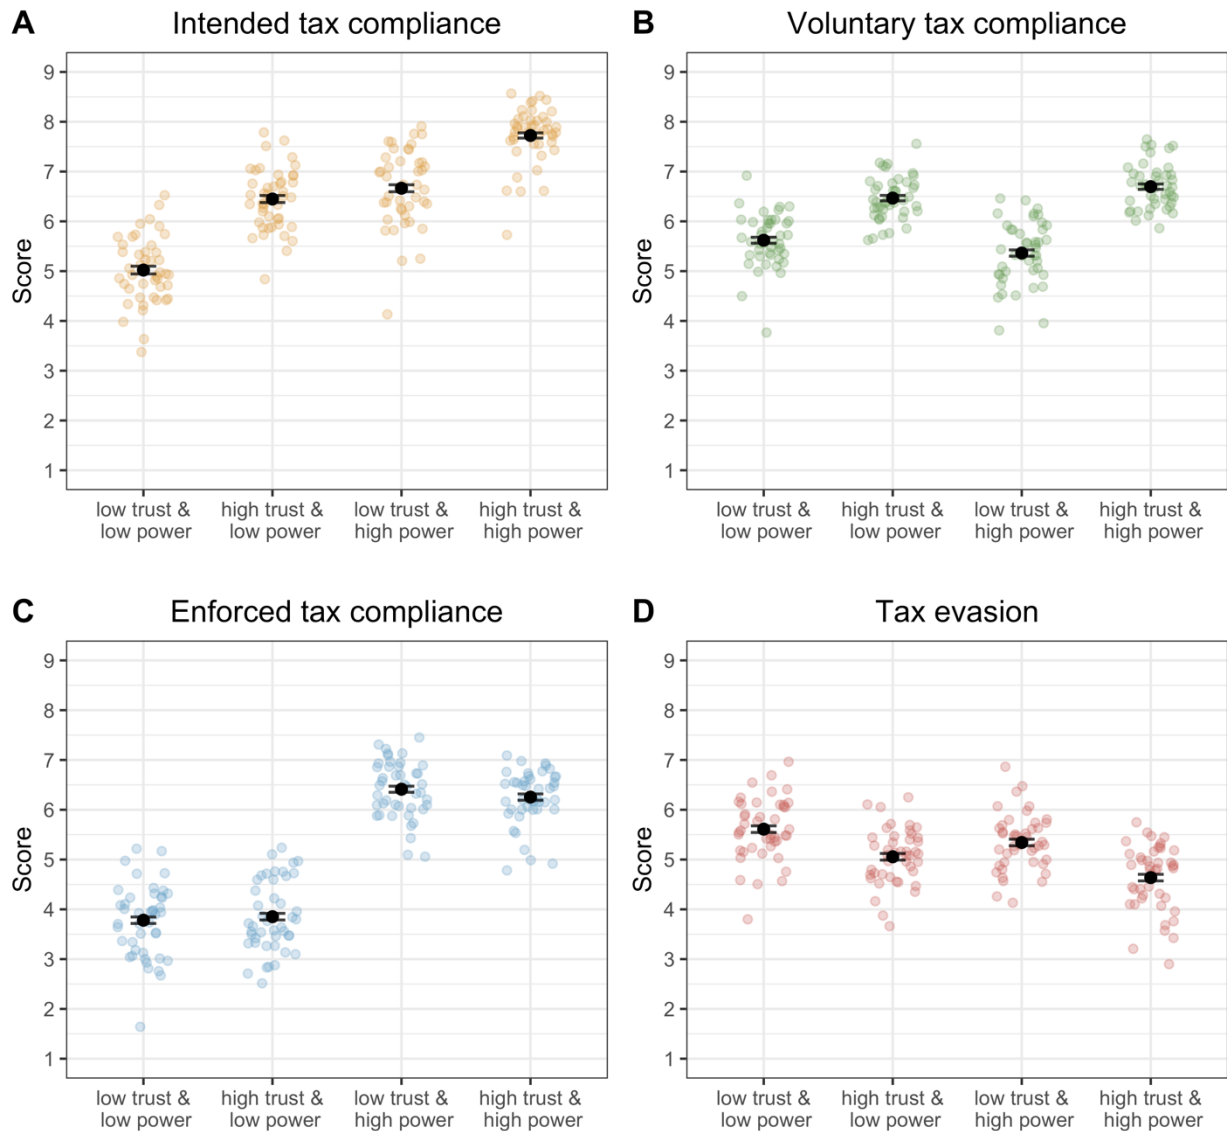 A Intended tax compliance
Score
9
8
7
6
5
4
3
2
1
low trust & high trust & low trust & high trust &
low power low power high power high power
B Voluntary tax compliance
Score
9
8
7
6
5
4
3
2
1
low trust & high trust & low trust & high trust &
low power low power high power high power
C Enforced tax compliance
Score
9
8
7
6
5
4
3
2
1
low trust & high trust & low trust & high trust &
low power low power high power high power
D Tax evasion
Score
9
8
7
6
5
4
3
2
1
low trust & high trust & low trust & high trust &
low power low power high power high power